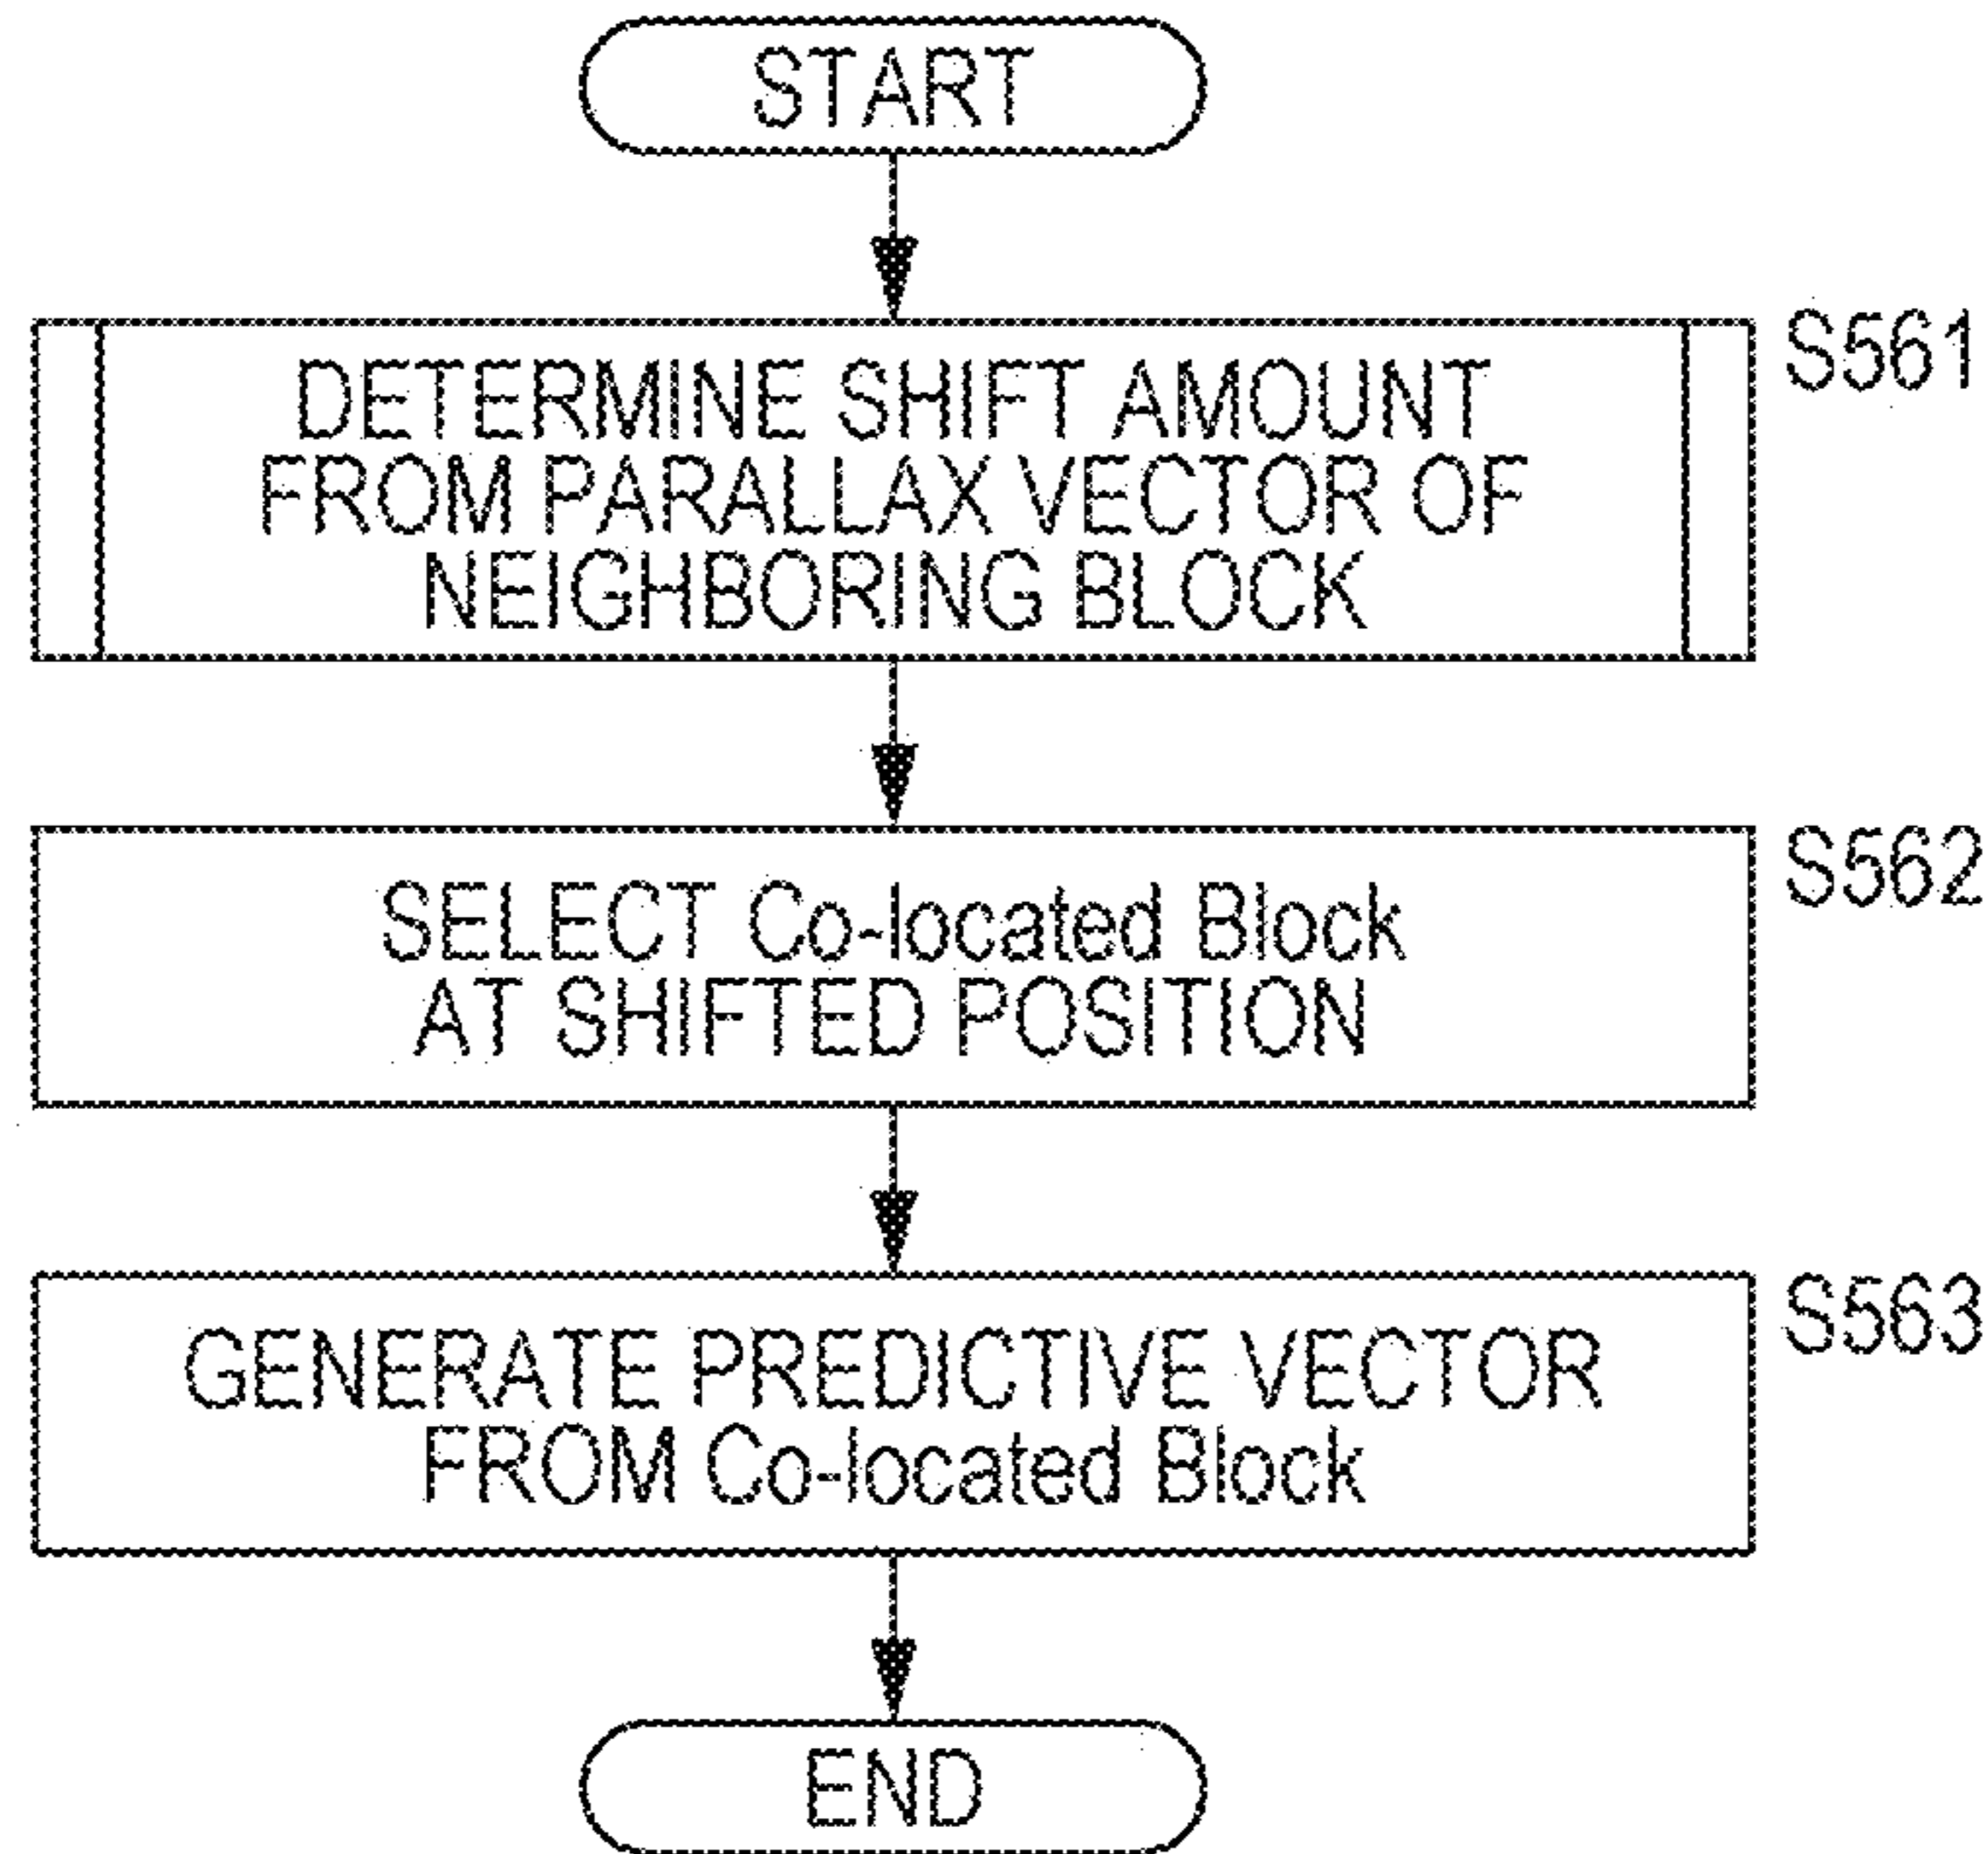 START
S561
DETERMINE SHIFT AMOUNT
FROM PARALLAX VECTOR OF
NEIGHBORING BLOCK
S562
SELECT Co-located Block
AT SHIFTED POSITION
S563
GENERATE PREDICTIVE VECTOR
FROM Co-located Block
END